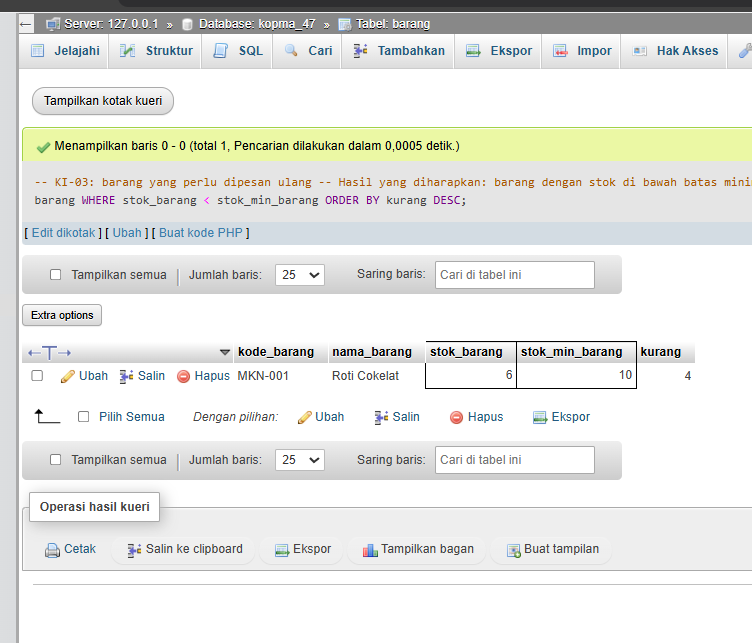 Server: 127.0.0.1 » Database: kopma_47 » Tabel: barang
Jelajahi Struktur SQL Cari Tambahkan Ekspor Impor Hak Akses
Tampilkan kotak kueri
Menampilkan baris 0 - 0 (total 1, Pencarian dilakukan dalam 0,0005 detik.)
-- KI-03: barang yang perlu dipesan ulang -- Hasil yang diharapkan: barang dengan stok di bawah batas mini
barang WHERE stok_barang < stok_min_barang ORDER BY kurang DESC;
[ Edit dikotak ] [ Ubah ] [ Buat kode PHP ]
Tampilkan semua | Jumlah baris: 25 Saring baris: Cari di tabel ini
Extra options
←T→ kode_barang nama_barang stok_barang stok_min_barang kurang
Ubah Salin Hapus MKN-001 Roti Cokelat 6 10 4
Pilih Semua Dengan pilihan: Ubah Salin Hapus Ekspor
Tampilkan semua | Jumlah baris: 25 Saring baris: Cari di tabel ini
Operasi hasil kueri
Cetak Salin ke clipboard Ekspor Tampilkan bagan Buat tampilan